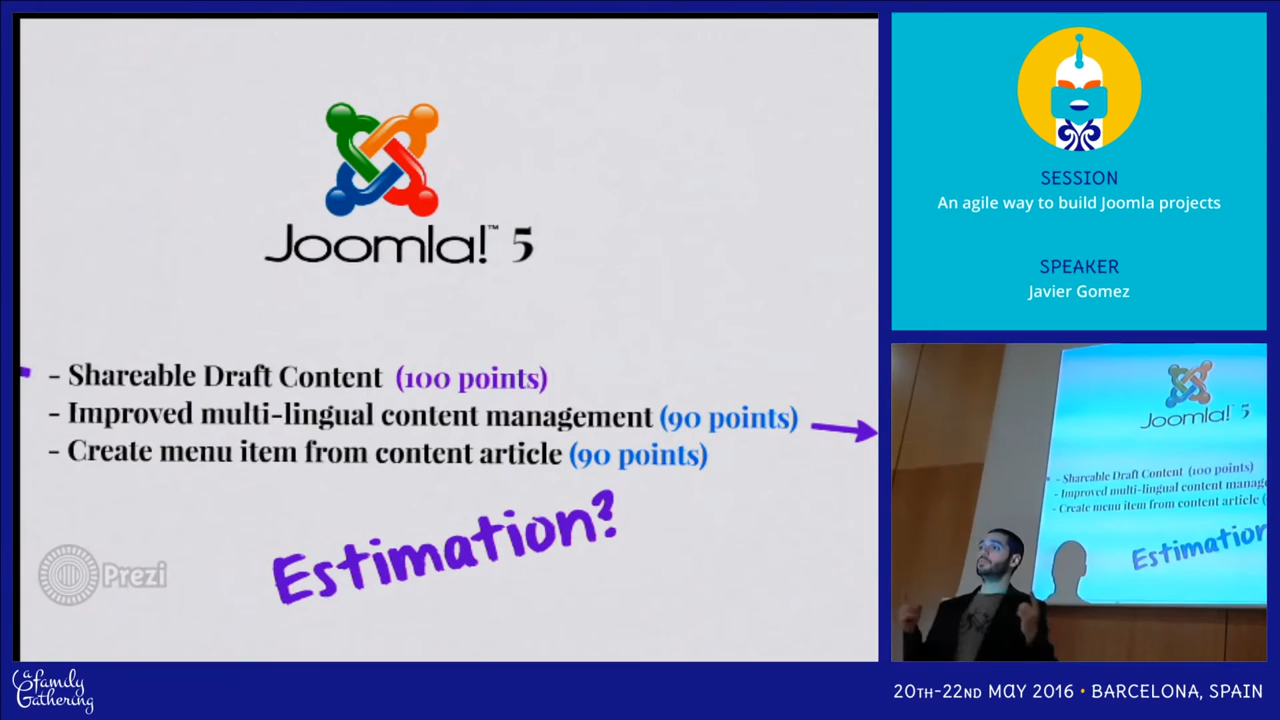 Joomla!™ 5
- Shareable Draft Content (100 points)
- Improved multi-lingual content management (90 points)
- Create menu item from content article (90 points)
Estimation?
Prezi
SESSION
An agile way to build Joomla projects
SPEAKER
Javier Gomez
Joomla! 5
- Shareable Draft Content (100 points)
- Improved multi-lingual content manage
- Create menu item from content article (
Estimation
a family
Gathering
20TH-22ND MAY 2016 • BARCELONA, SPAIN